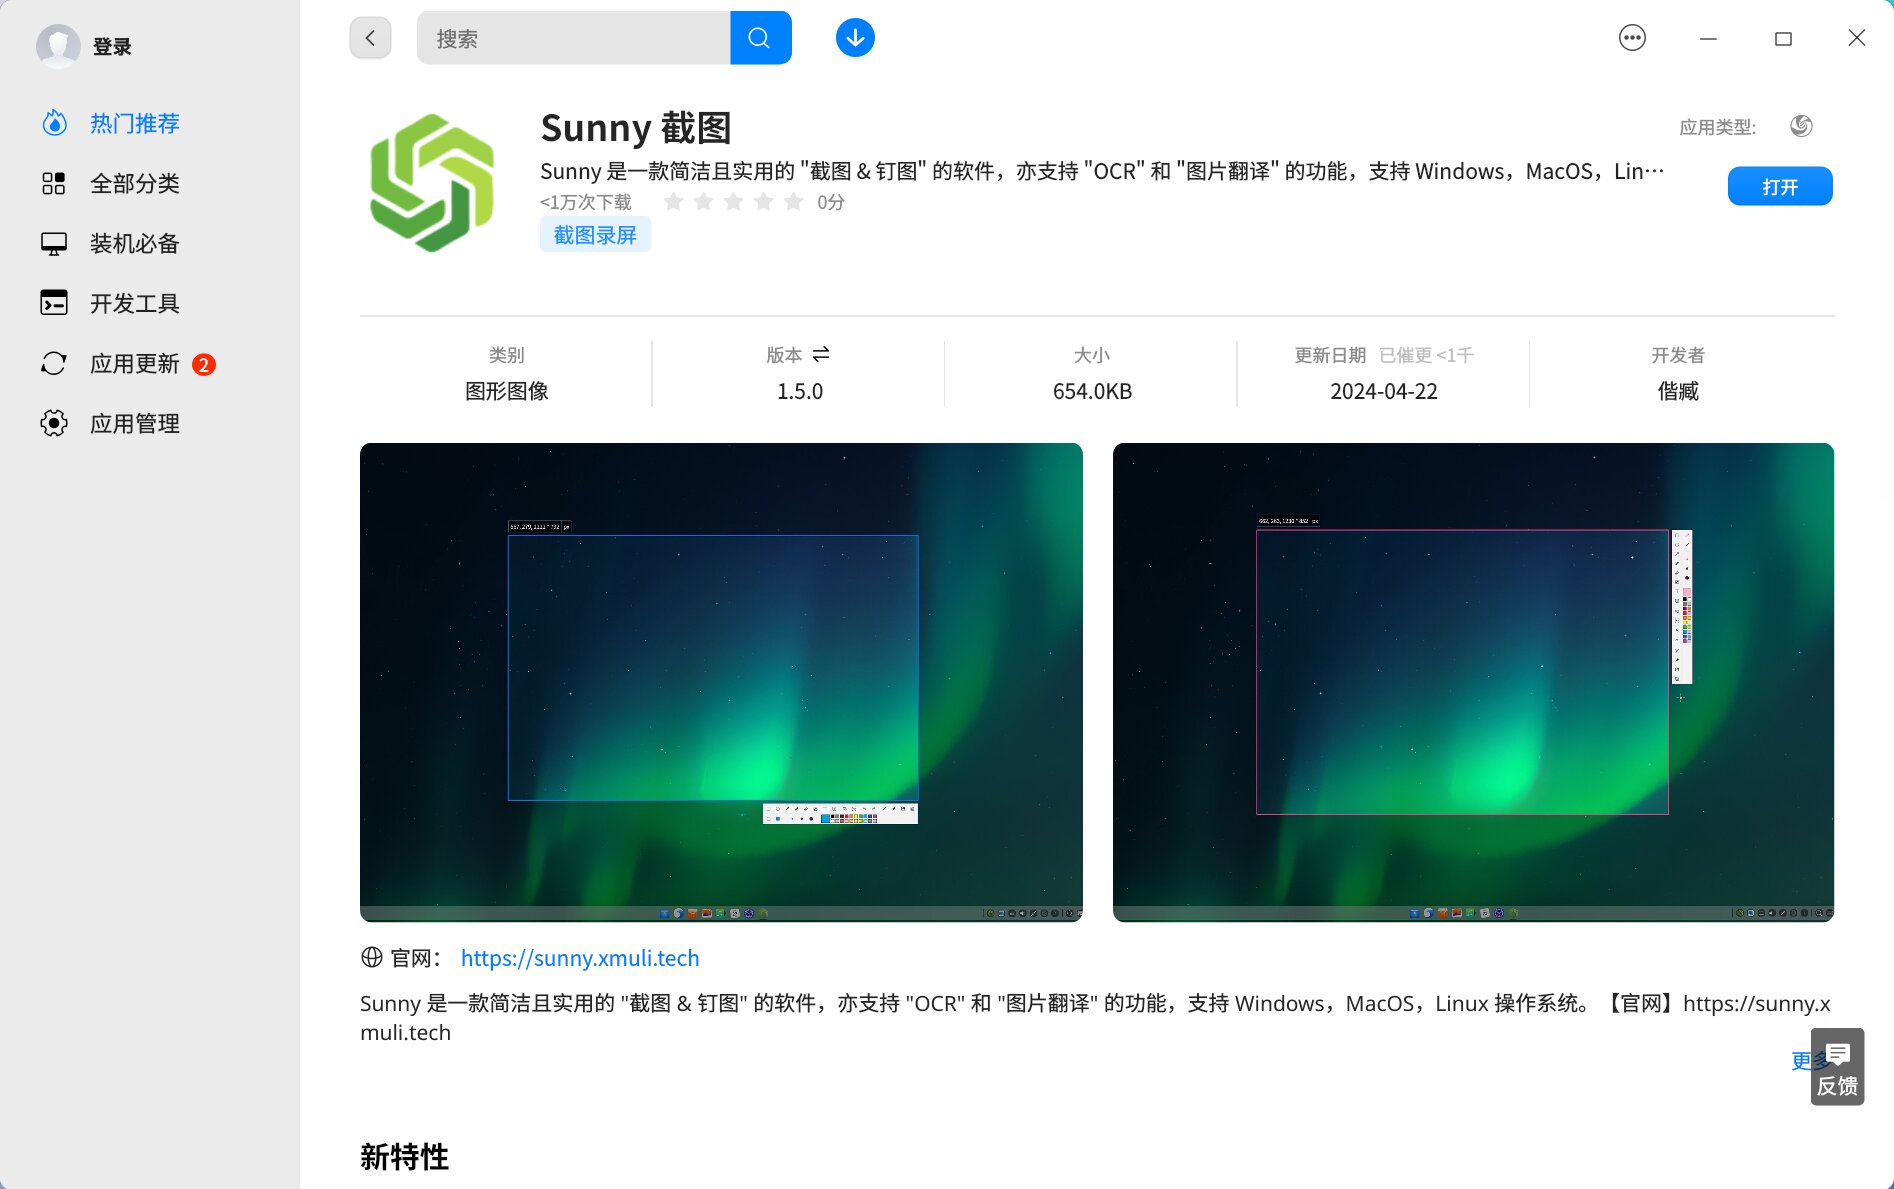 登录
热门推荐
全部分类
装机必备
开发工具
应用更新 2
应用管理
搜索
Sunny 截图
应用类型:
Sunny 是一款简洁且实用的 "截图 & 钉图" 的软件，亦支持 "OCR" 和 "图片翻译" 的功能，支持 Windows，MacOS，Lin…
打开
<1万次下载 0分
截图录屏
类别
图形图像
版本
1.5.0
大小
654.0KB
更新日期 已催更 <1千
2024-04-22
开发者
偕臧
官网： https://sunny.xmuli.tech
Sunny 是一款简洁且实用的 "截图 & 钉图" 的软件，亦支持 "OCR" 和 "图片翻译" 的功能，支持 Windows，MacOS，Linux 操作系统。【官网】https://sunny.x
muli.tech
更多
反馈
新特性